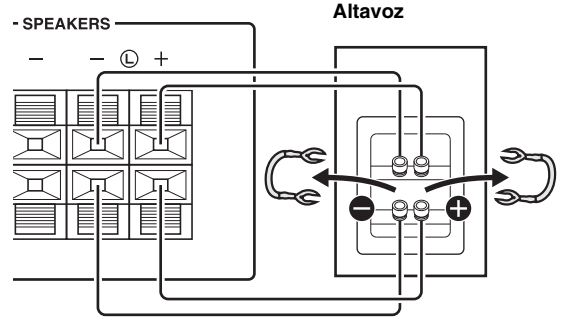 Altavoz
SPEAKERS
– – Ⓛ +
– +